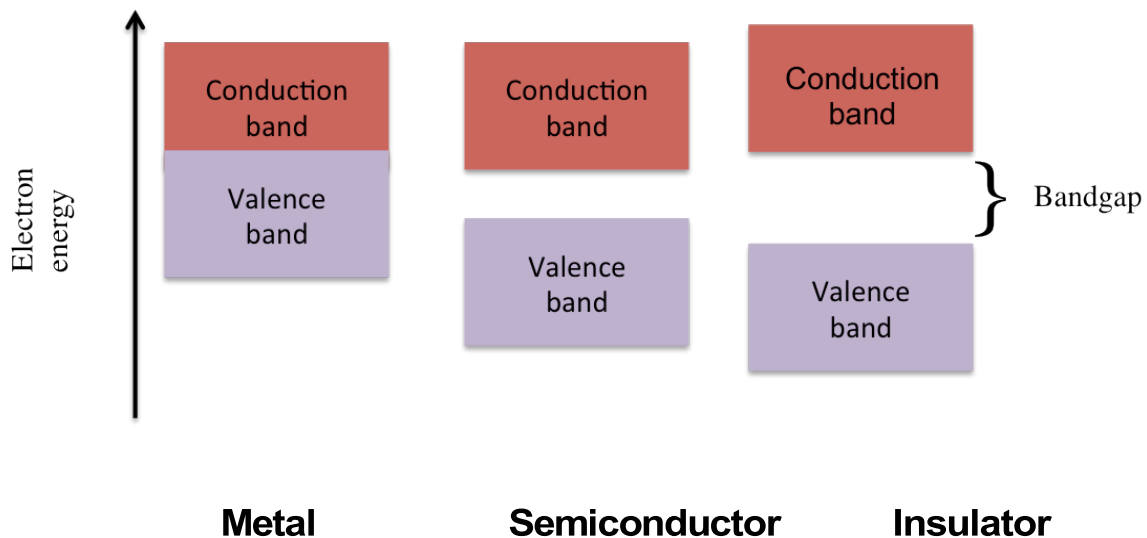 Electron
energy
Conduction
band
Valence
band
Conduction
band
Valence
band
Conduction
band
Valence
band
Bandgap
Metal
Semiconductor
Insulator